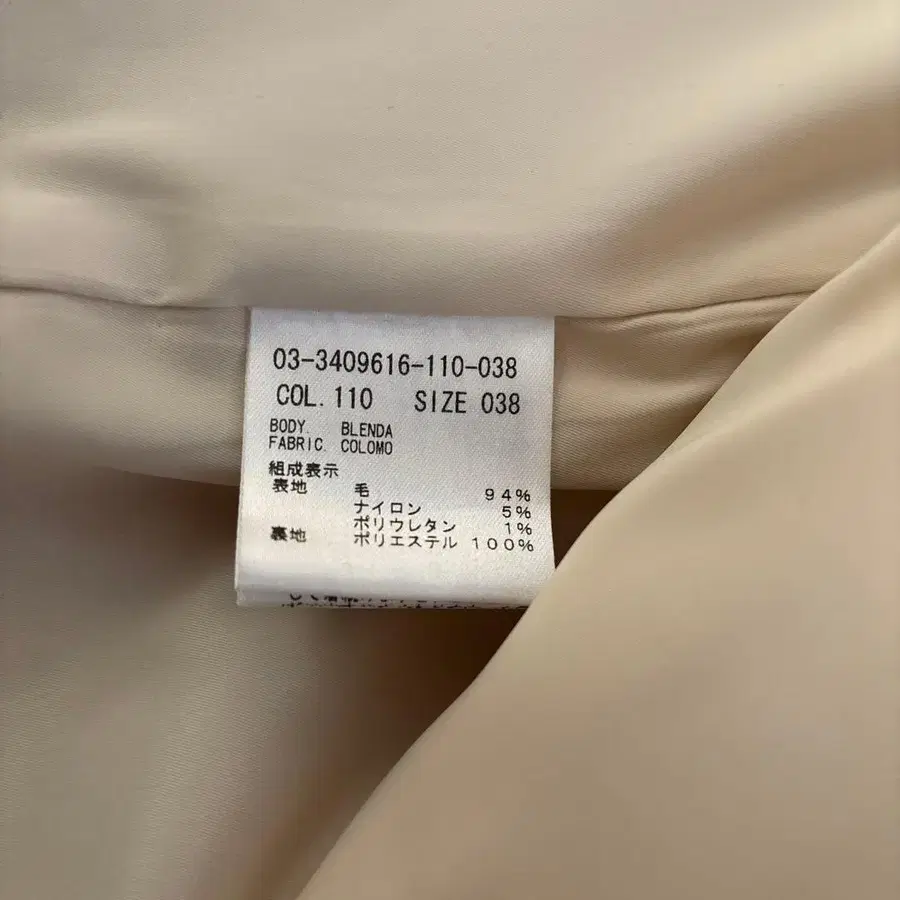 03-3409616-110-038
COL. 110 SIZE 038
BODY. BLENDA
FABRIC. COLOMO
組成表示
表地 毛 94%
ナイロン 5%
ポリウレタン 1%
裏地 ポリエステル 100%